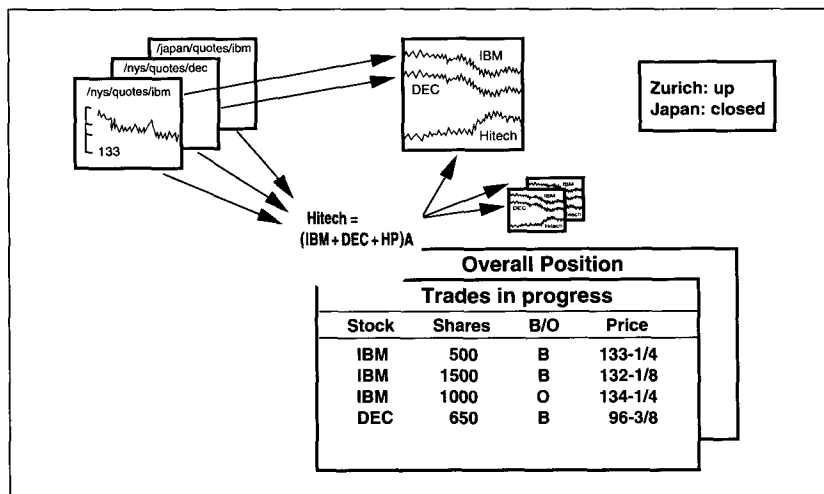 /japan/quotes/ibm
/nys/quotes/dec
/nys/quotes/ibm
133
IBM
DEC
Hitech
Zurich: up
Japan: closed
Hitech =
(IBM+DEC+HP)A
IBM
IBM
DEC
Hitech
Hitech
Overall Position
Trades in progress
Stock Shares B/O Price
IBM 500 B 133-1/4
IBM 1500 B 132-1/8
IBM 1000 O 134-1/4
DEC 650 B 96-3/8